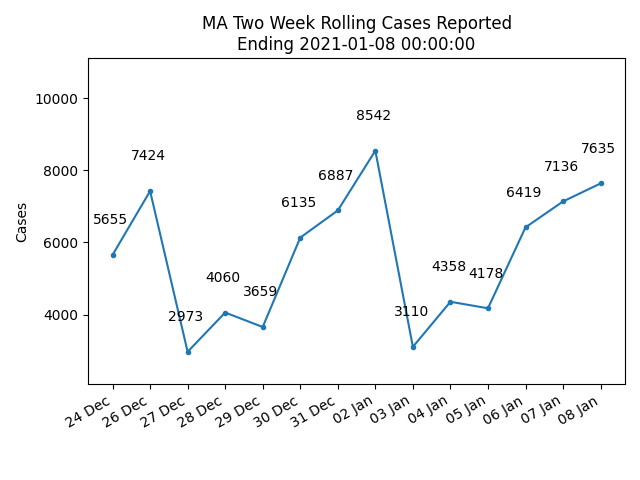 MA Two Week Rolling Cases Reported
Ending 2021-01-08 00:00:00
Cases
10000
8000
6000
4000
5655
7424
2973
4060
3659
6135
6887
8542
3110
4358
4178
6419
7136
7635
24 Dec
26 Dec
27 Dec
28 Dec
29 Dec
30 Dec
31 Dec
02 Jan
03 Jan
04 Jan
05 Jan
06 Jan
07 Jan
08 Jan